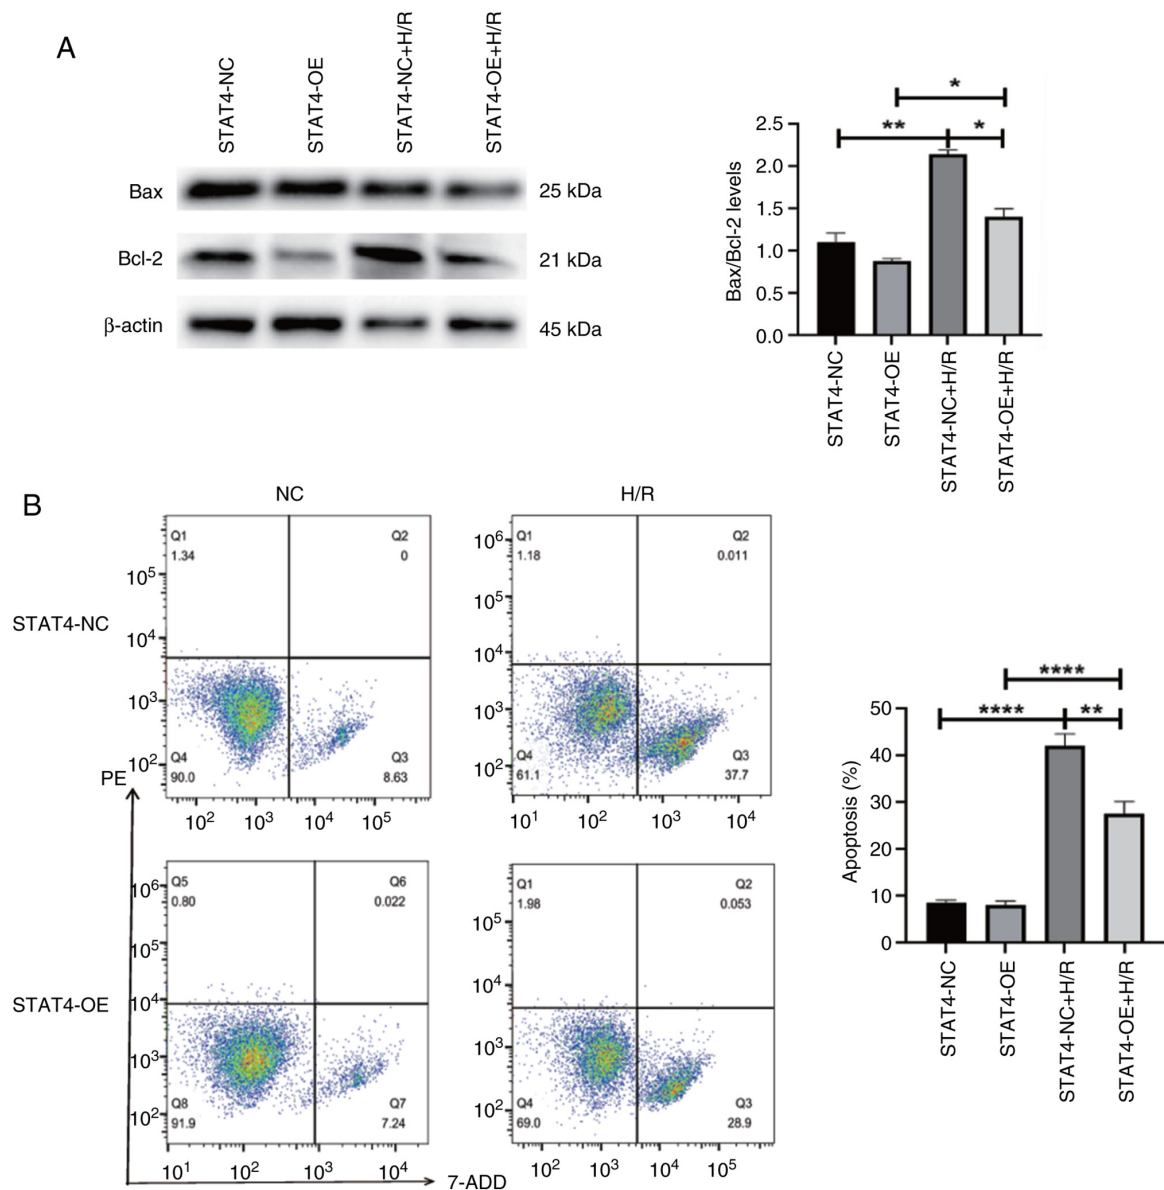 A
STAT4-NC
STAT4-OE
STAT4-NC+H/R
STAT4-OE+H/R
Bax
25 kDa
Bcl-2
21 kDa
β-actin
45 kDa
*
** *
Bax/Bcl-2 levels
2.5
2.0
1.5
1.0
0.5
0.0
STAT4-NC
STAT4-OE
STAT4-NC+H/R
STAT4-OE+H/R
B
NC
H/R
STAT4-NC
Q1
1.34
Q2
0
10^5
10^4
10^3
10^2
Q4
90.0
Q3
8.63
10^2 10^3 10^4 10^5
Q1
1.18
Q2
0.011
10^6
10^5
10^4
10^3
10^2
Q4
61.1
Q3
37.7
10^1 10^2 10^3 10^4
PE
STAT4-OE
Q5
0.80
Q6
0.022
10^6
10^5
10^4
10^3
10^2
Q8
91.9
Q7
7.24
10^1 10^2 10^3 10^4
Q1
1.98
Q2
0.053
10^5
10^4
10^3
10^2
Q4
69.0
Q3
28.9
10^2 10^3 10^4 10^5
7-ADD
****
**** **
Apoptosis (%)
50
40
30
20
10
0
STAT4-NC
STAT4-OE
STAT4-NC+H/R
STAT4-OE+H/R